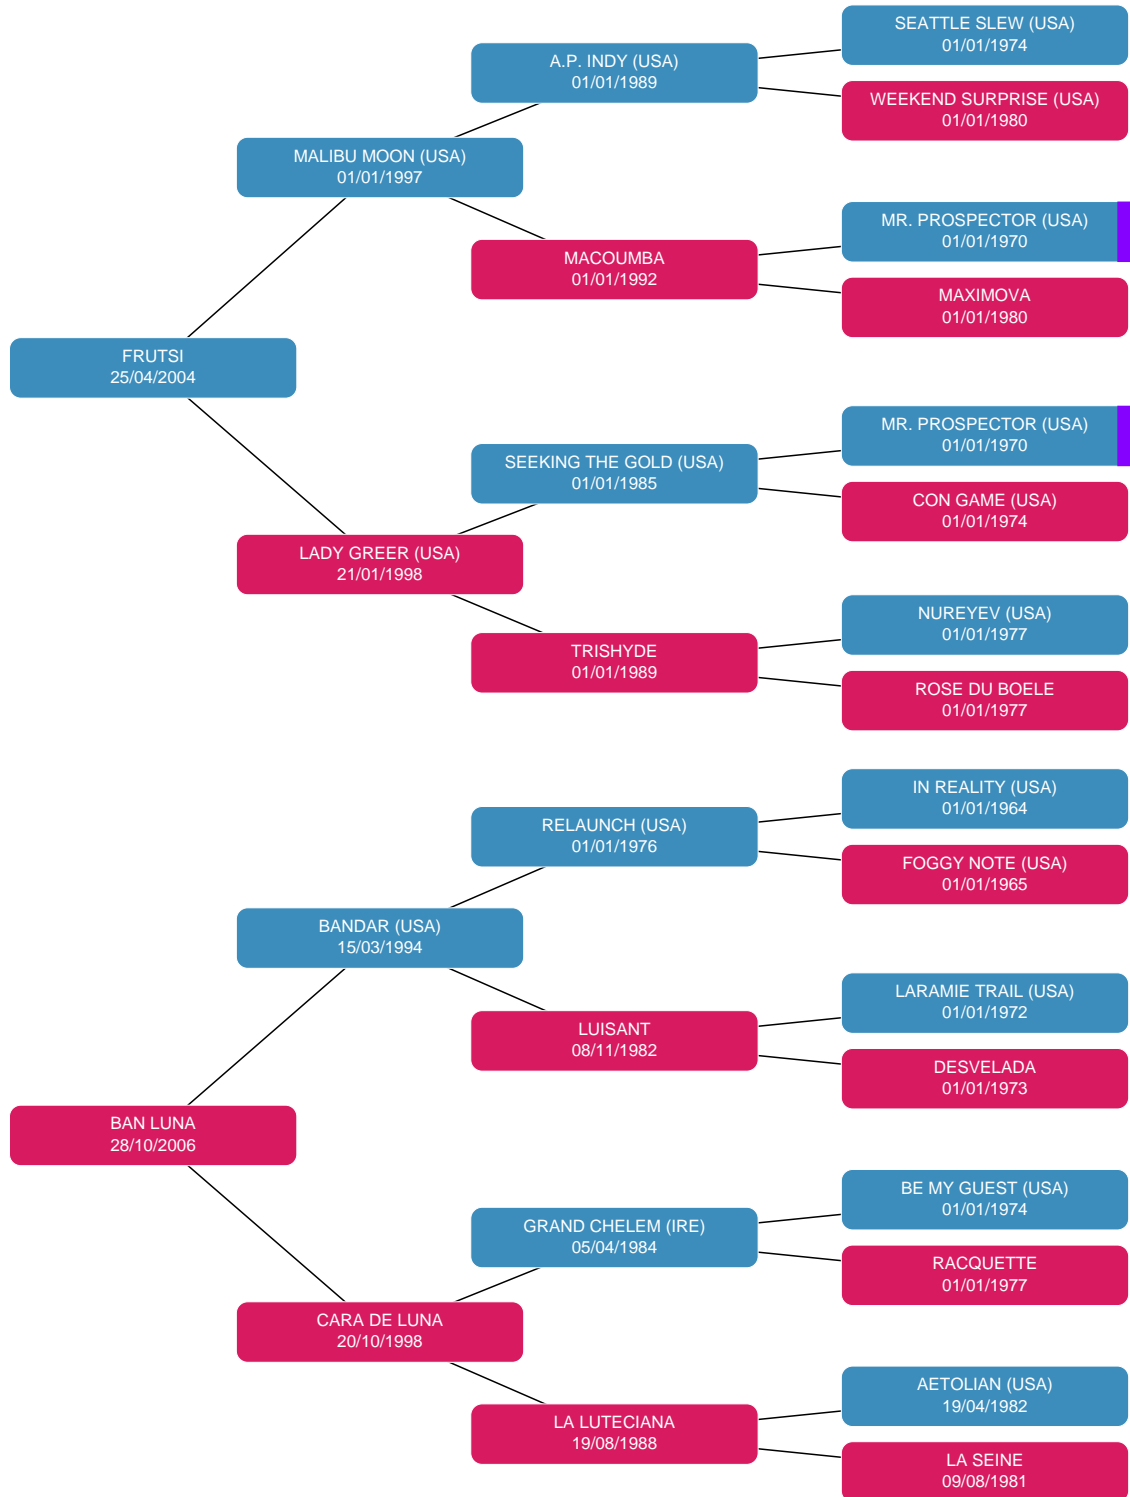 SEATTLE SLEW (USA)
01/01/1974
A.P. INDY (USA)
01/01/1989
WEEKEND SURPRISE (USA)
01/01/1980
MALIBU MOON (USA)
01/01/1997
MR. PROSPECTOR (USA)
01/01/1970
MACOUMBA
01/01/1992
MAXIMOVA
01/01/1980
FRUTSI
25/04/2004
MR. PROSPECTOR (USA)
01/01/1970
SEEKING THE GOLD (USA)
01/01/1985
CON GAME (USA)
01/01/1974
LADY GREER (USA)
21/01/1998
NUREYEV (USA)
01/01/1977
TRISHYDE
01/01/1989
ROSE DU BOELE
01/01/1977
IN REALITY (USA)
01/01/1964
RELAUNCH (USA)
01/01/1976
FOGGY NOTE (USA)
01/01/1965
BANDAR (USA)
15/03/1994
LARAMIE TRAIL (USA)
01/01/1972
LUISANT
08/11/1982
DESVELADA
01/01/1973
BAN LUNA
28/10/2006
BE MY GUEST (USA)
01/01/1974
GRAND CHELEM (IRE)
05/04/1984
RACQUETTE
01/01/1977
CARA DE LUNA
20/10/1998
AETOLIAN (USA)
19/04/1982
LA LUTECIANA
19/08/1988
LA SEINE
09/08/1981